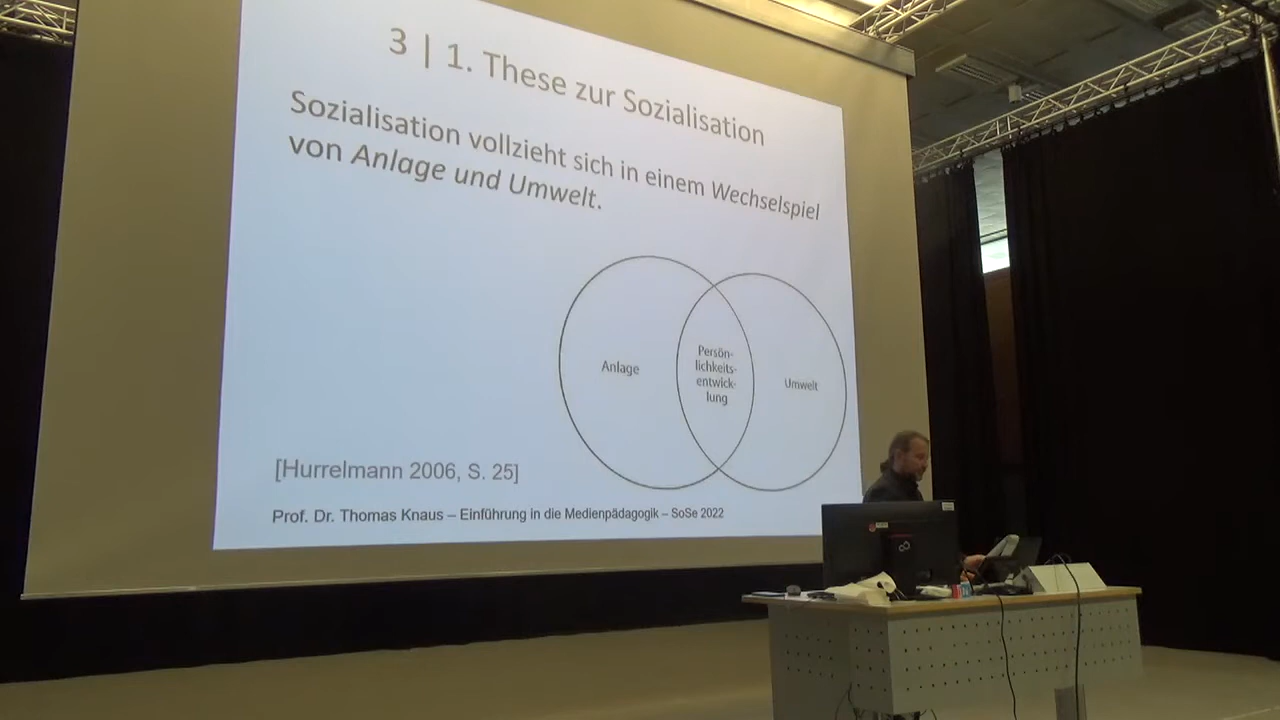 3 | 1. These zur Sozialisation
Sozialisation vollzieht sich in einem Wechselspiel
von Anlage und Umwelt.
Anlage
Persön-
lichkeits-
entwick-
lung
Umwelt
[Hurrelmann 2006, S. 25]
Prof. Dr. Thomas Knaus – Einführung in die Medienpädagogik – SoSe 2022